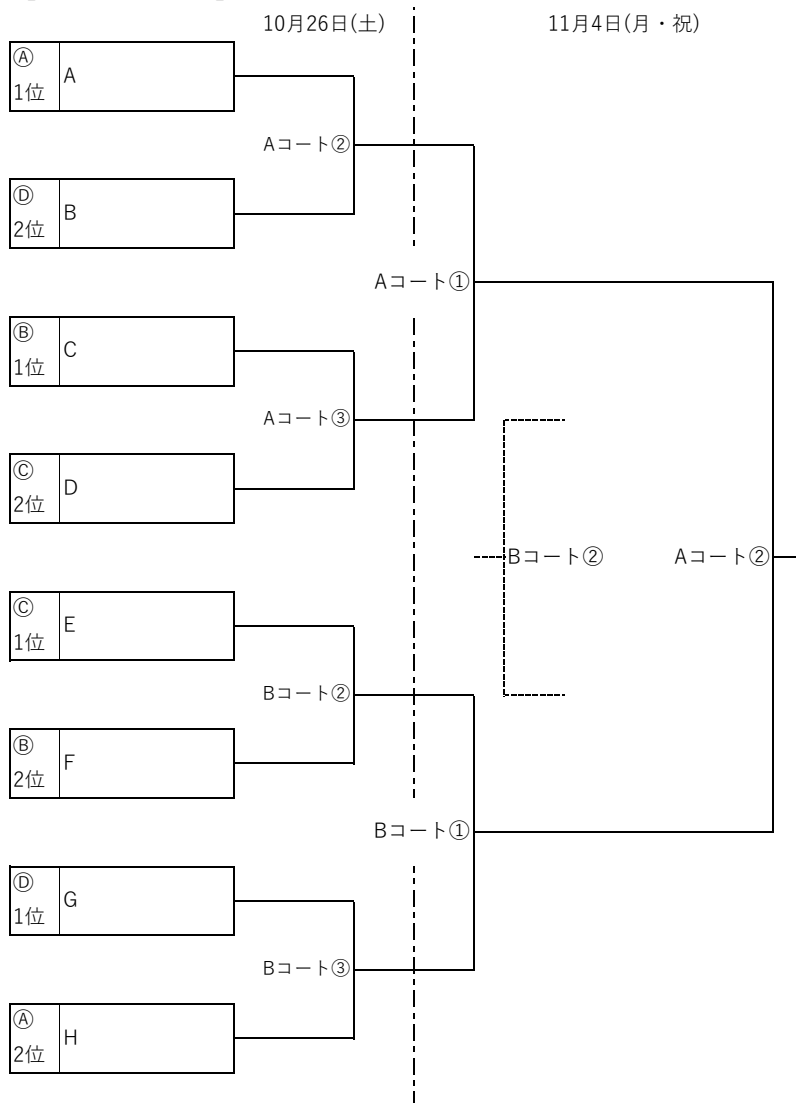 10月26日(土)
11月4日(月・祝)
Ⓐ
1位
A
Aコート②
Ⓓ
2位
B
Aコート①
Ⓑ
1位
C
Aコート③
Ⓒ
2位
D
Bコート②
Aコート②
Ⓒ
1位
E
Bコート②
Ⓑ
2位
F
Bコート①
Ⓓ
1位
G
Bコート③
Ⓐ
2位
H